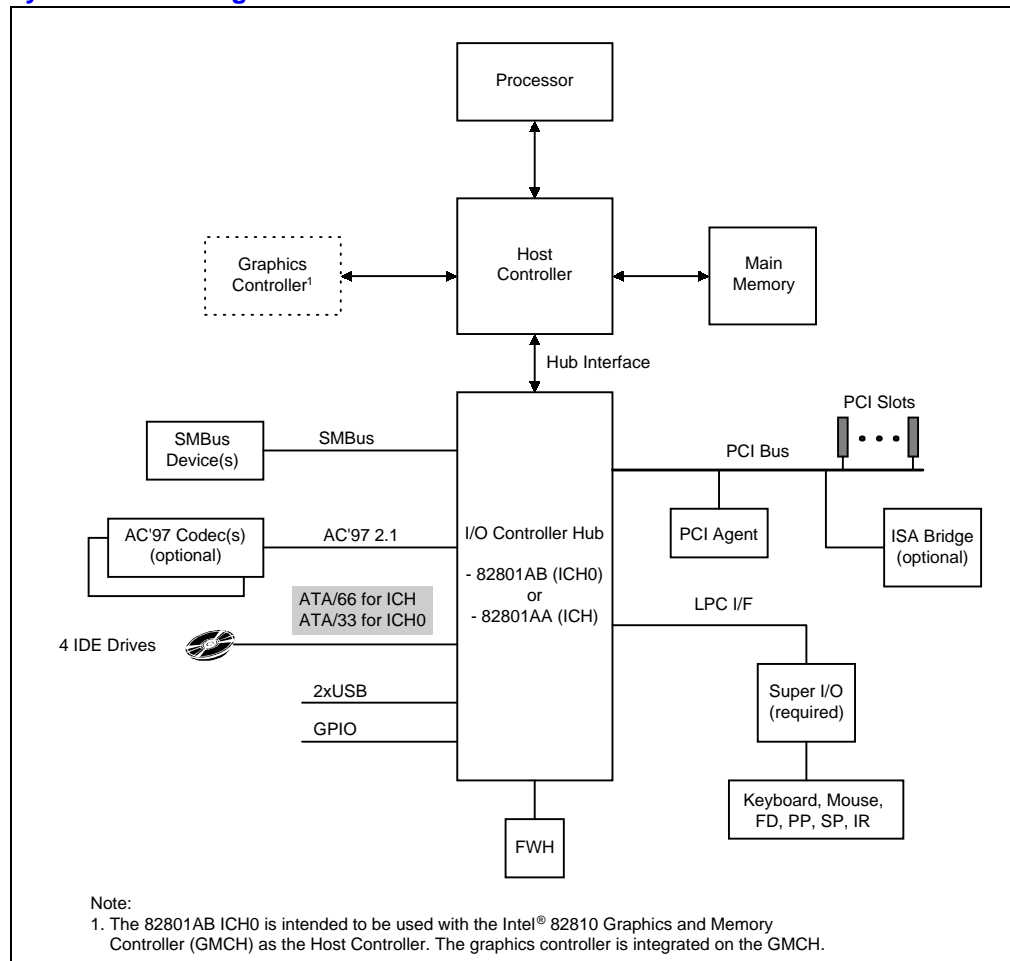 Processor
Host
Controller
Graphics
Controller¹
Main
Memory
Hub Interface
PCI Slots
SMBus
Device(s)
SMBus
PCI Bus
AC'97 Codec(s)
(optional)
AC'97 2.1
I/O Controller Hub
- 82801AB (ICH0)
or
- 82801AA (ICH)
PCI Agent
ISA Bridge
(optional)
ATA/66 for ICH
ATA/33 for ICH0
LPC I/F
4 IDE Drives
2xUSB
GPIO
Super I/O
(required)
Keyboard, Mouse,
FD, PP, SP, IR
FWH
Note:
1. The 82801AB ICH0 is intended to be used with the Intel® 82810 Graphics and Memory
Controller (GMCH) as the Host Controller. The graphics controller is integrated on the GMCH.